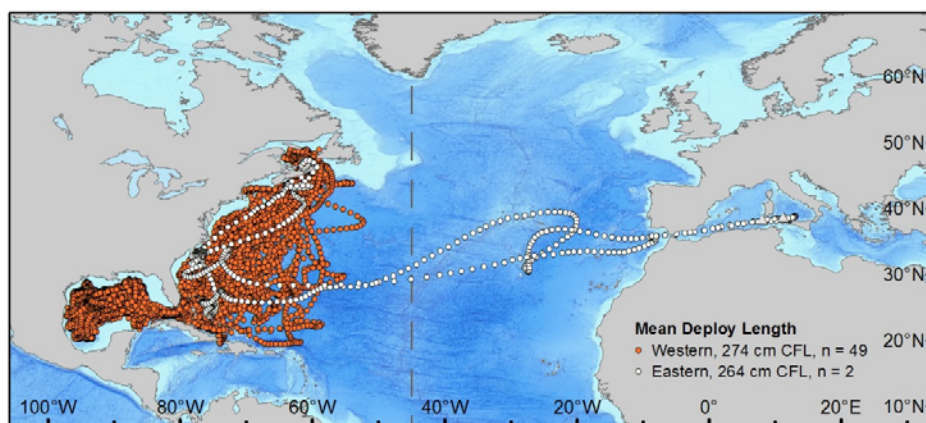 60°N
50°N
40°N
30°N
Mean Deploy Length
Western, 274 cm CFL, n = 49
Eastern, 264 cm CFL, n = 2
20°N
100°W 80°W 60°W 40°W 20°W 0° 20°E 10°N